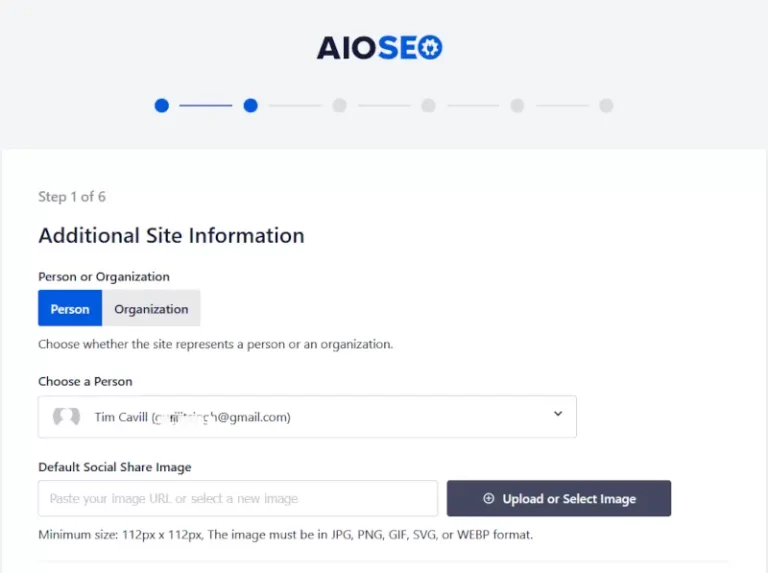 AIOSEO
Step 1 of 6
Additional Site Information
Person or Organization
Person Organization
Choose whether the site represents a person or an organization.
Choose a Person
Tim Cavill
Default Social Share Image
Paste your image URL or select a new image
Upload or Select Image
Minimum size: 112px x 112px, The image must be in JPG, PNG, GIF, SVG, or WEBP format.